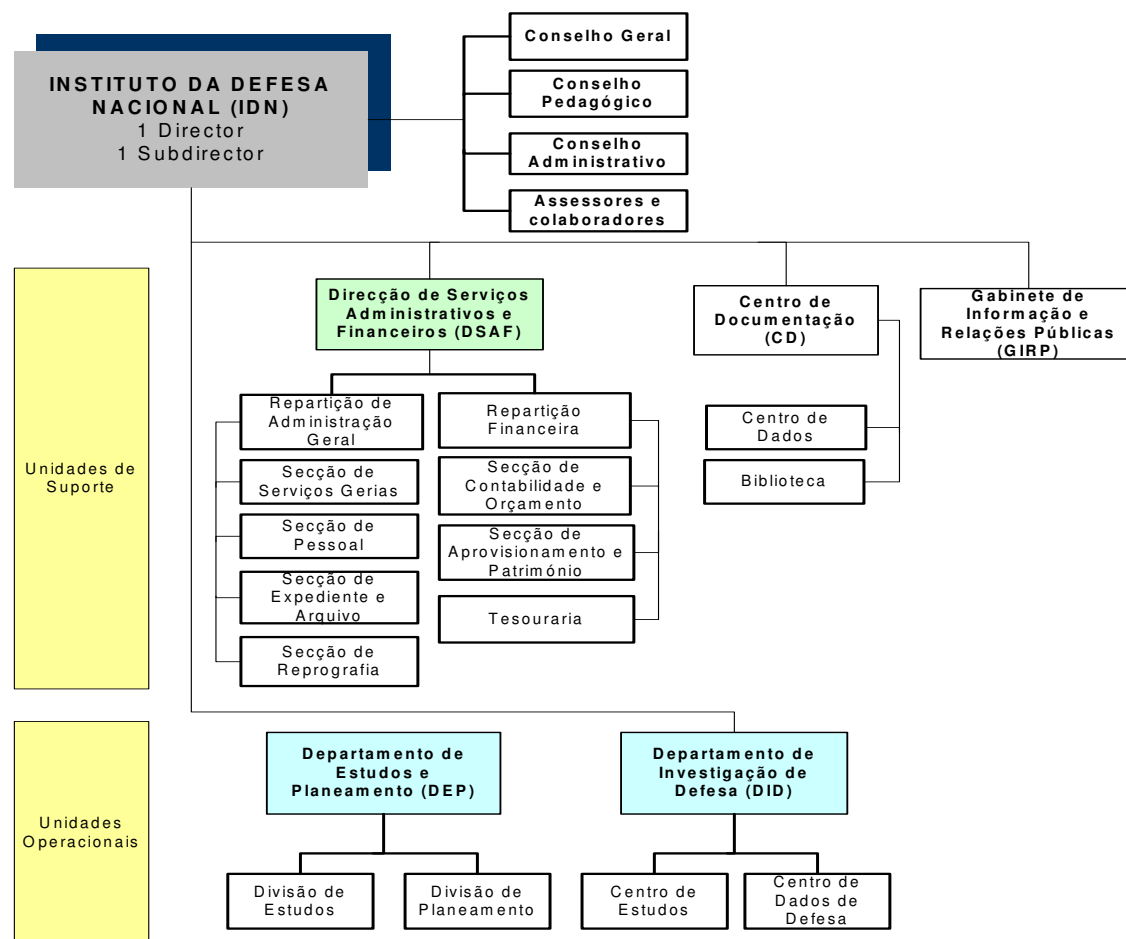 INSTITUTO DA DEFESA
NACIONAL (IDN)
1 Director
1 Subdirector
Conselho Geral
Conselho
Pedagógico
Conselho
Administrativo
Assessores e
colaboradores
Unidades de
Suporte
Direcção de Serviços
Administrativos e
Financeiros (DSAF)
Centro de
Documentação
(CD)
Gabinete de
Informação e
Relações Públicas
(GIRP)
Repartição de
Administração
Geral
Secção de
Serviços Gerias
Secção de
Pessoal
Secção de
Expediente e
Arquivo
Secção de
Reprografia
Repartição
Financeira
Secção de
Contabilidade e
Orçamento
Secção de
Aprovisionamento e
Património
Tesouraria
Centro de
Dados
Biblioteca
Unidades
Operacionais
Departamento de
Estudos e
Planeamento (DEP)
Departamento de
Investigação de
Defesa (DID)
Divisão de
Estudos
Divisão de
Planeamento
Centro de
Estudos
Centro de
Dados de
Defesa